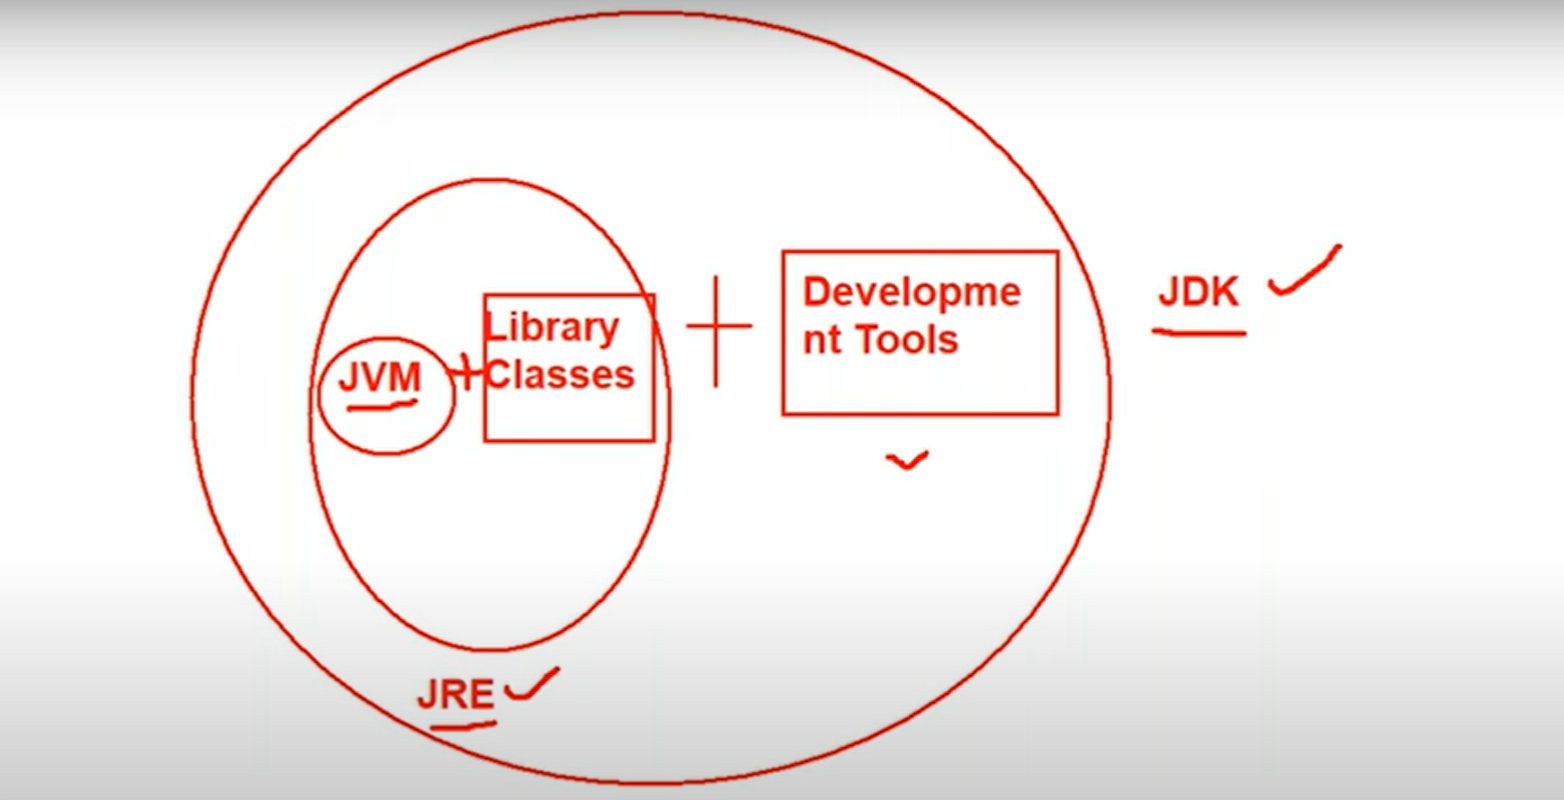 Developme
nt Tools
JDK
Library
Classes
JVM
+
+
JRE